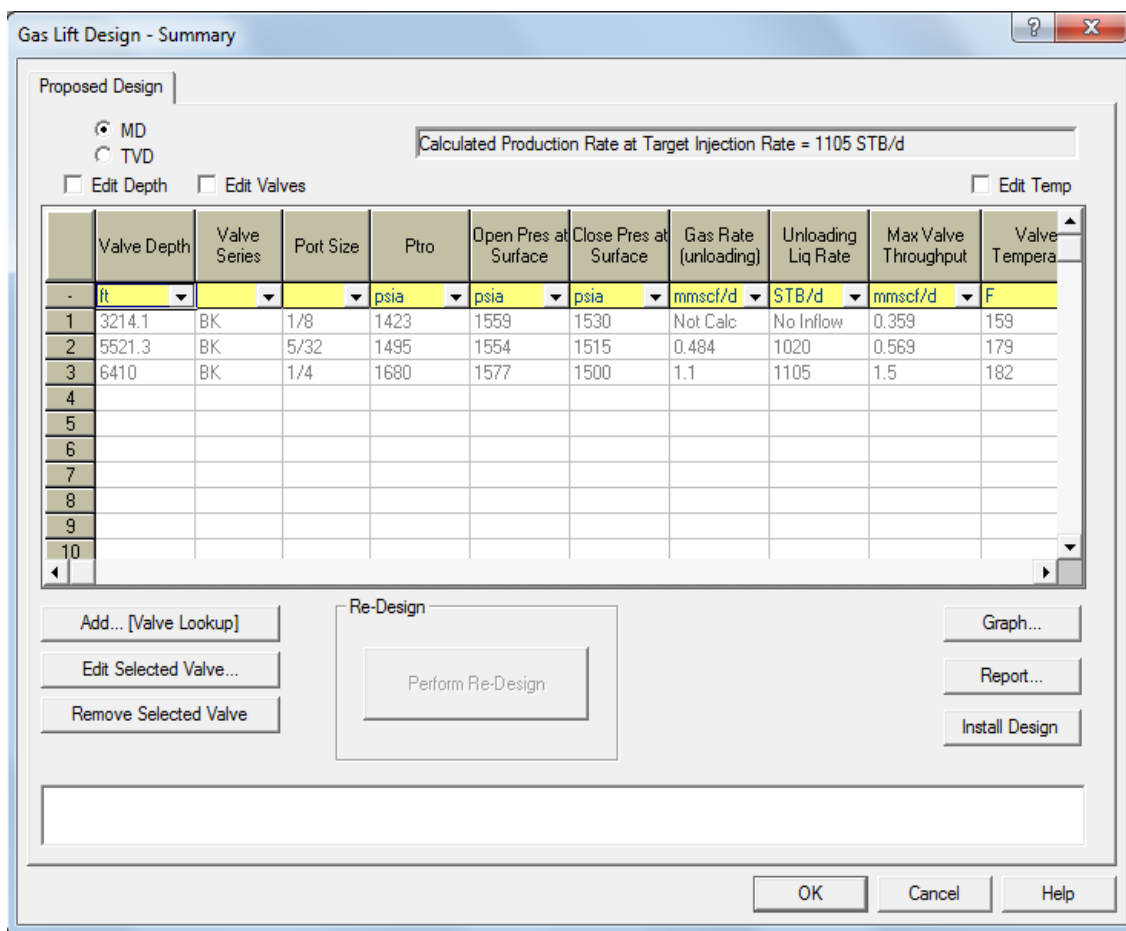 Gas Lift Design - Summary
Proposed Design
MD
TVD
Calculated Production Rate at Target Injection Rate = 1105 STB/d
Edit Depth Edit Valves Edit Temp
Valve Depth Valve Series Port Size Ptro Open Pres at Surface Close Pres at Surface Gas Rate (unloading) Unloading Liq Rate Max Valve Throughput Valve Tempera...
- ft psia psia psia mmscf/d STB/d mmscf/d F
1 3214.1 BK 1/8 1423 1559 1530 Not Calc No Inflow 0.359 159
2 5521.3 BK 5/32 1495 1554 1515 0.484 1020 0.569 179
3 6410 BK 1/4 1680 1577 1500 1.1 1105 1.5 182
4
5
6
7
8
9
10
Add... [Valve Lookup]
Edit Selected Valve...
Remove Selected Valve
Re-Design
Perform Re-Design
Graph...
Report...
Install Design
OK Cancel Help